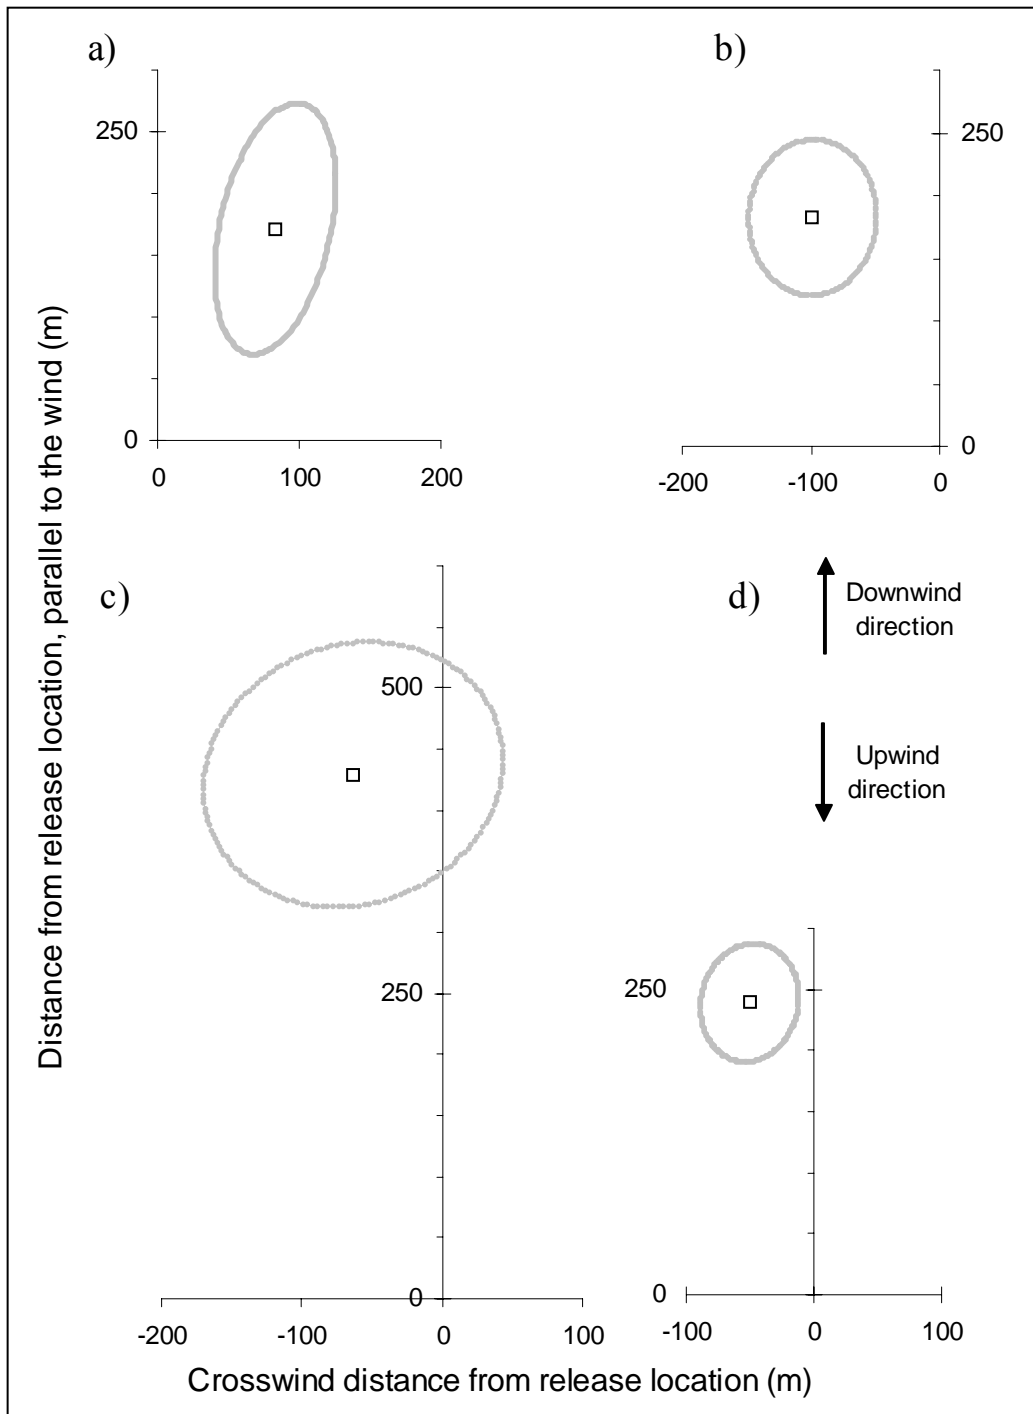 a)
b)
250
0
0
100
200
250
0
-200
-100
0
Distance from release location, parallel to the wind (m)
c)
500
250
0
-200
-100
0
100
d)
Downwind
direction
Upwind
direction
250
0
-100
0
100
Crosswind distance from release location (m)